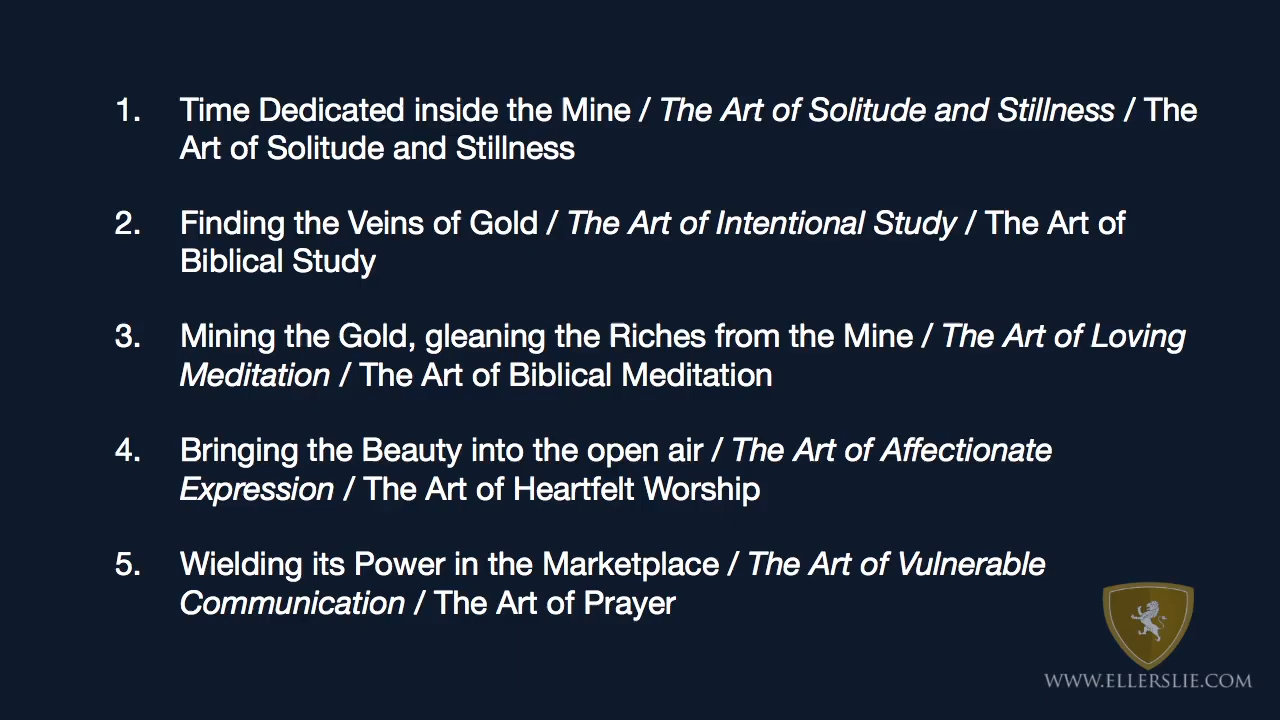 1. Time Dedicated inside the Mine / The Art of Solitude and Stillness / The
Art of Solitude and Stillness
2. Finding the Veins of Gold / The Art of Intentional Study / The Art of
Biblical Study
3. Mining the Gold, gleaning the Riches from the Mine / The Art of Loving
Meditation / The Art of Biblical Meditation
4. Bringing the Beauty into the open air / The Art of Affectionate
Expression / The Art of Heartfelt Worship
5. Wielding its Power in the Marketplace / The Art of Vulnerable
Communication / The Art of Prayer
WWW.ELLERSLIE.COM